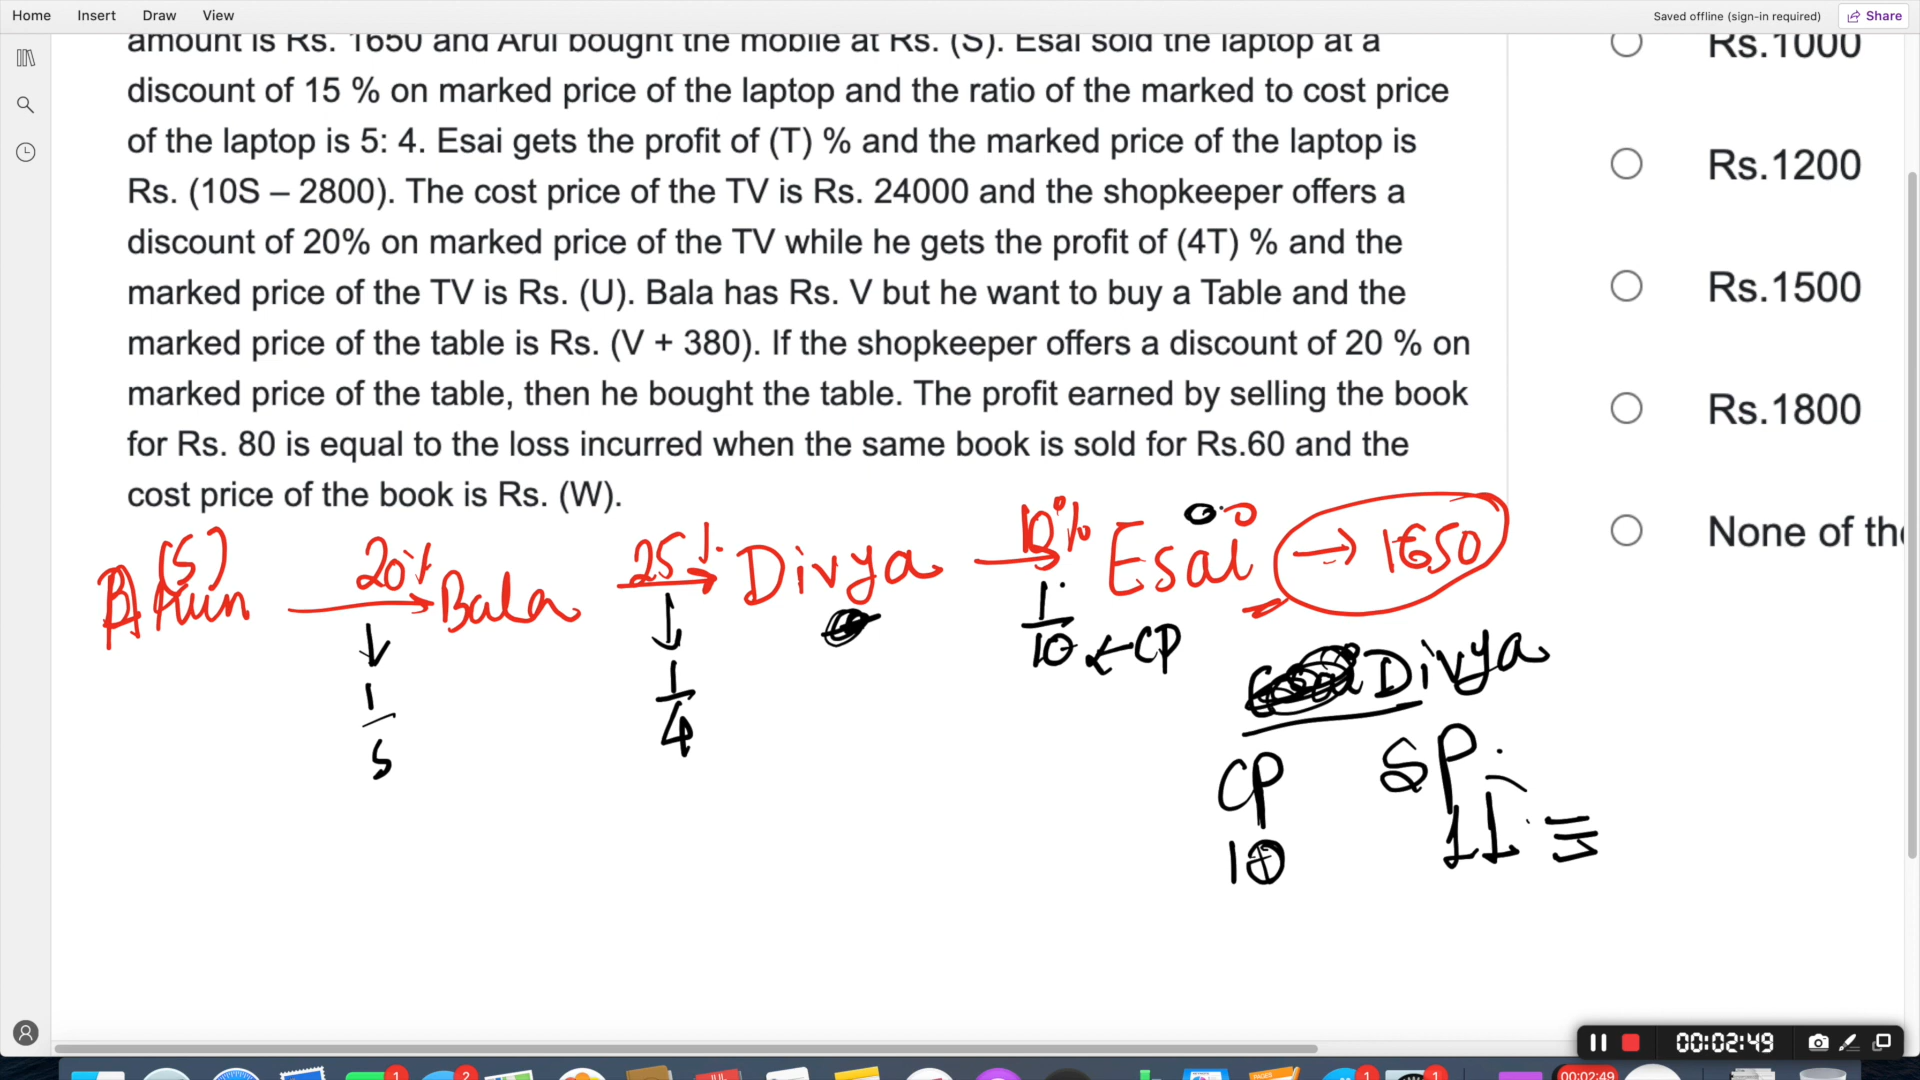 Home Insert Draw View
Saved offline (sign-in required) Share
amount is Rs. 1650 and Arul bought the mobile at Rs. (S). Esai sold the laptop at a
discount of 15 % on marked price of the laptop and the ratio of the marked to cost price
of the laptop is 5: 4. Esai gets the profit of (T) % and the marked price of the laptop is
Rs. (10S – 2800). The cost price of the TV is Rs. 24000 and the shopkeeper offers a
discount of 20% on marked price of the TV while he gets the profit of (4T) % and the
marked price of the TV is Rs. (U). Bala has Rs. V but he want to buy a Table and the
marked price of the table is Rs. (V + 380). If the shopkeeper offers a discount of 20 % on
marked price of the table, then he bought the table. The profit earned by selling the book
for Rs. 80 is equal to the loss incurred when the same book is sold for Rs.60 and the
cost price of the book is Rs. (W).
Rs.1000
Rs.1200
Rs.1500
Rs.1800
None of the
(S) 20% 25% 10%
Bala Divya Esai → 1650
1/5 1/4 1/10 ← CP
Divya
CP SP
10 11 =
00:02:49
1 2 1 1 00:02:49